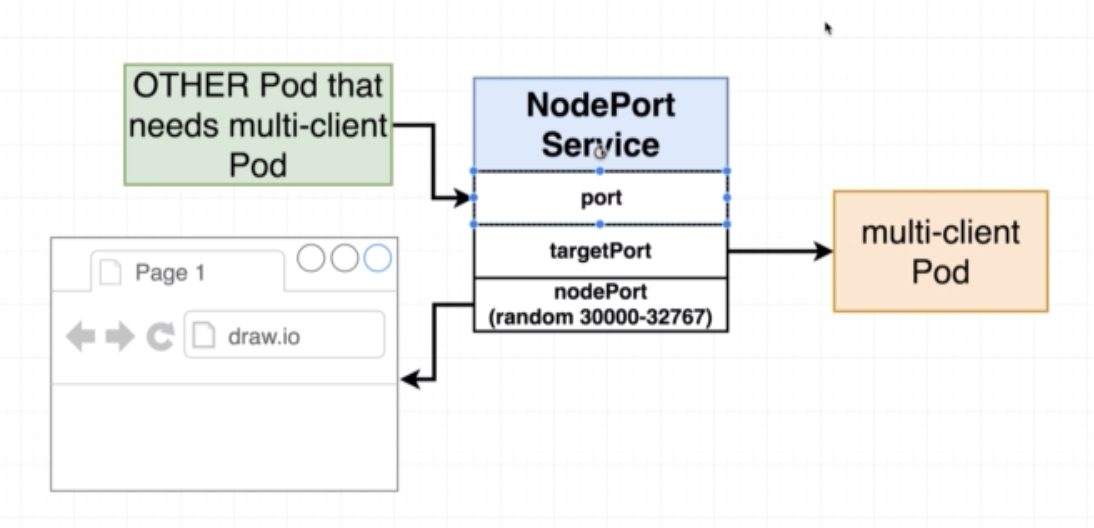 OTHER Pod that
needs multi-client
Pod
NodePort
Service
port
targetPort
nodePort
(random 30000-32767)
multi-client
Pod
Page 1
draw.io